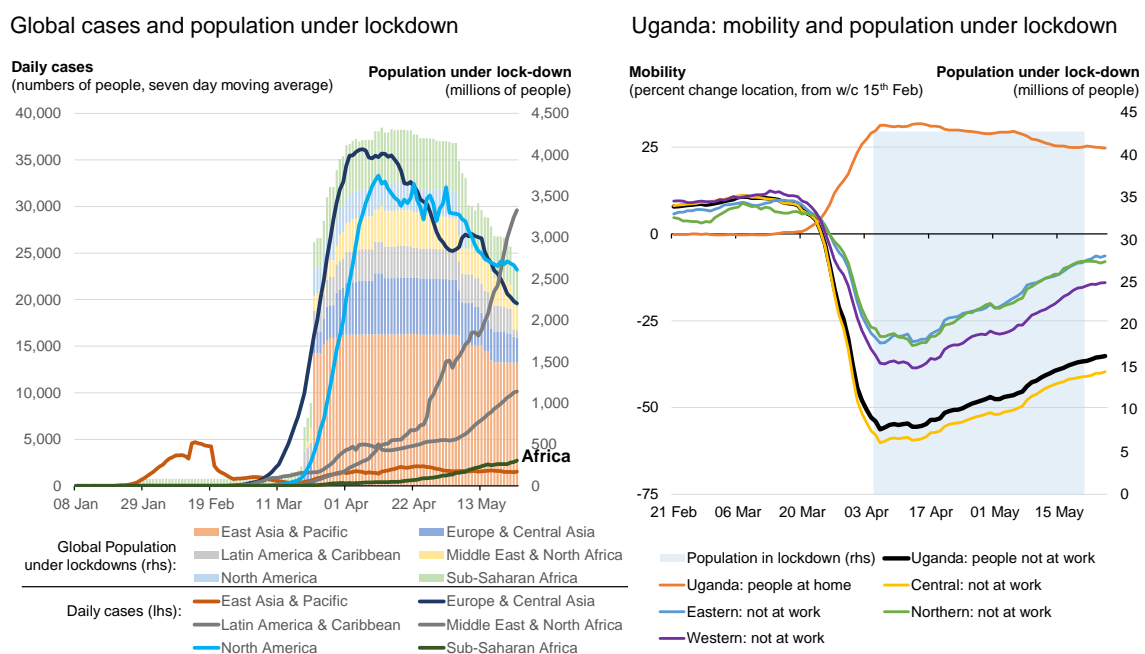 Global cases and population under lockdown
Daily cases
(numbers of people, seven day moving average)
Population under lock-down
(millions of people)
40,000
35,000
30,000
25,000
20,000
15,000
10,000
5,000
0
4,500
4,000
3,500
3,000
2,500
2,000
1,500
1,000
500
0
Africa
08 Jan 29 Jan 19 Feb 11 Mar 01 Apr 22 Apr 13 May
Global Population
under lockdowns (rhs):
East Asia & Pacific Europe & Central Asia
Latin America & Caribbean Middle East & North Africa
North America Sub-Saharan Africa
Daily cases (lhs):
East Asia & Pacific Europe & Central Asia
Latin America & Caribbean Middle East & North Africa
North America Sub-Saharan Africa
Uganda: mobility and population under lockdown
Mobility
(percent change location, from w/c 15th Feb)
Population under lock-down
(millions of people)
25
0
-25
-50
-75
45
40
35
30
25
20
15
10
5
0
21 Feb 06 Mar 20 Mar 03 Apr 17 Apr 01 May 15 May
Population in lockdown (rhs) Uganda: people not at work
Uganda: people at home Central: not at work
Eastern: not at work Northern: not at work
Western: not at work